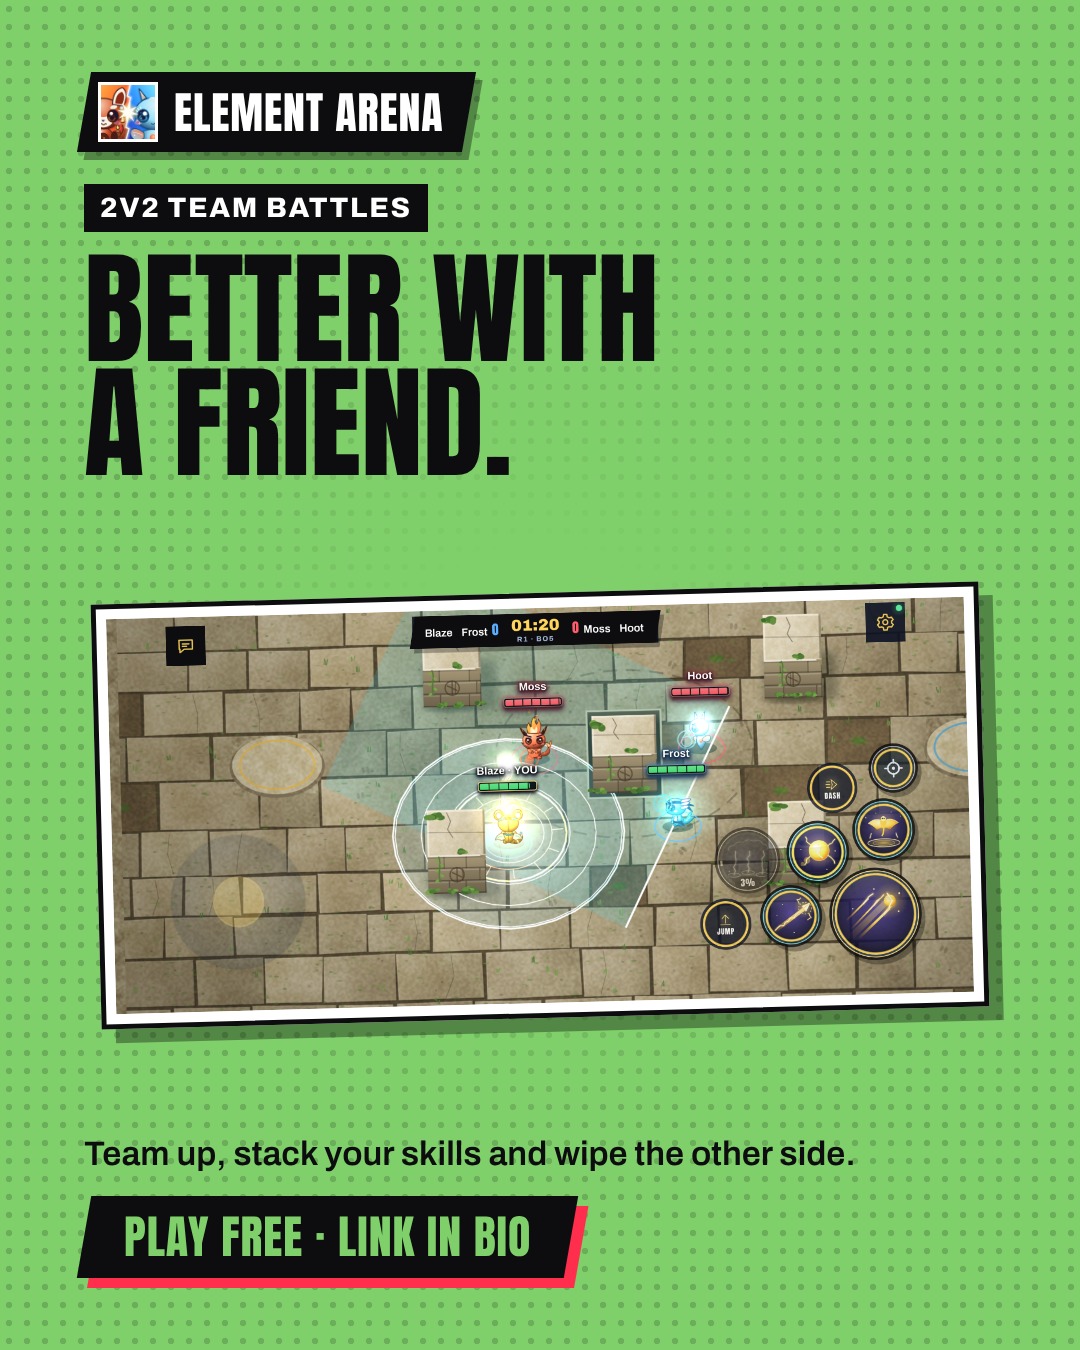 ELEMENT ARENA
2V2 TEAM BATTLES
BETTER WITH
A FRIEND.
Blaze Frost 0 01:20 0 Moss Hoot
R1 · BO5
Hoot
Moss
Frost
Blaze · YOU
DASH
3%
JUMP
Team up, stack your skills and wipe the other side.
PLAY FREE · LINK IN BIO